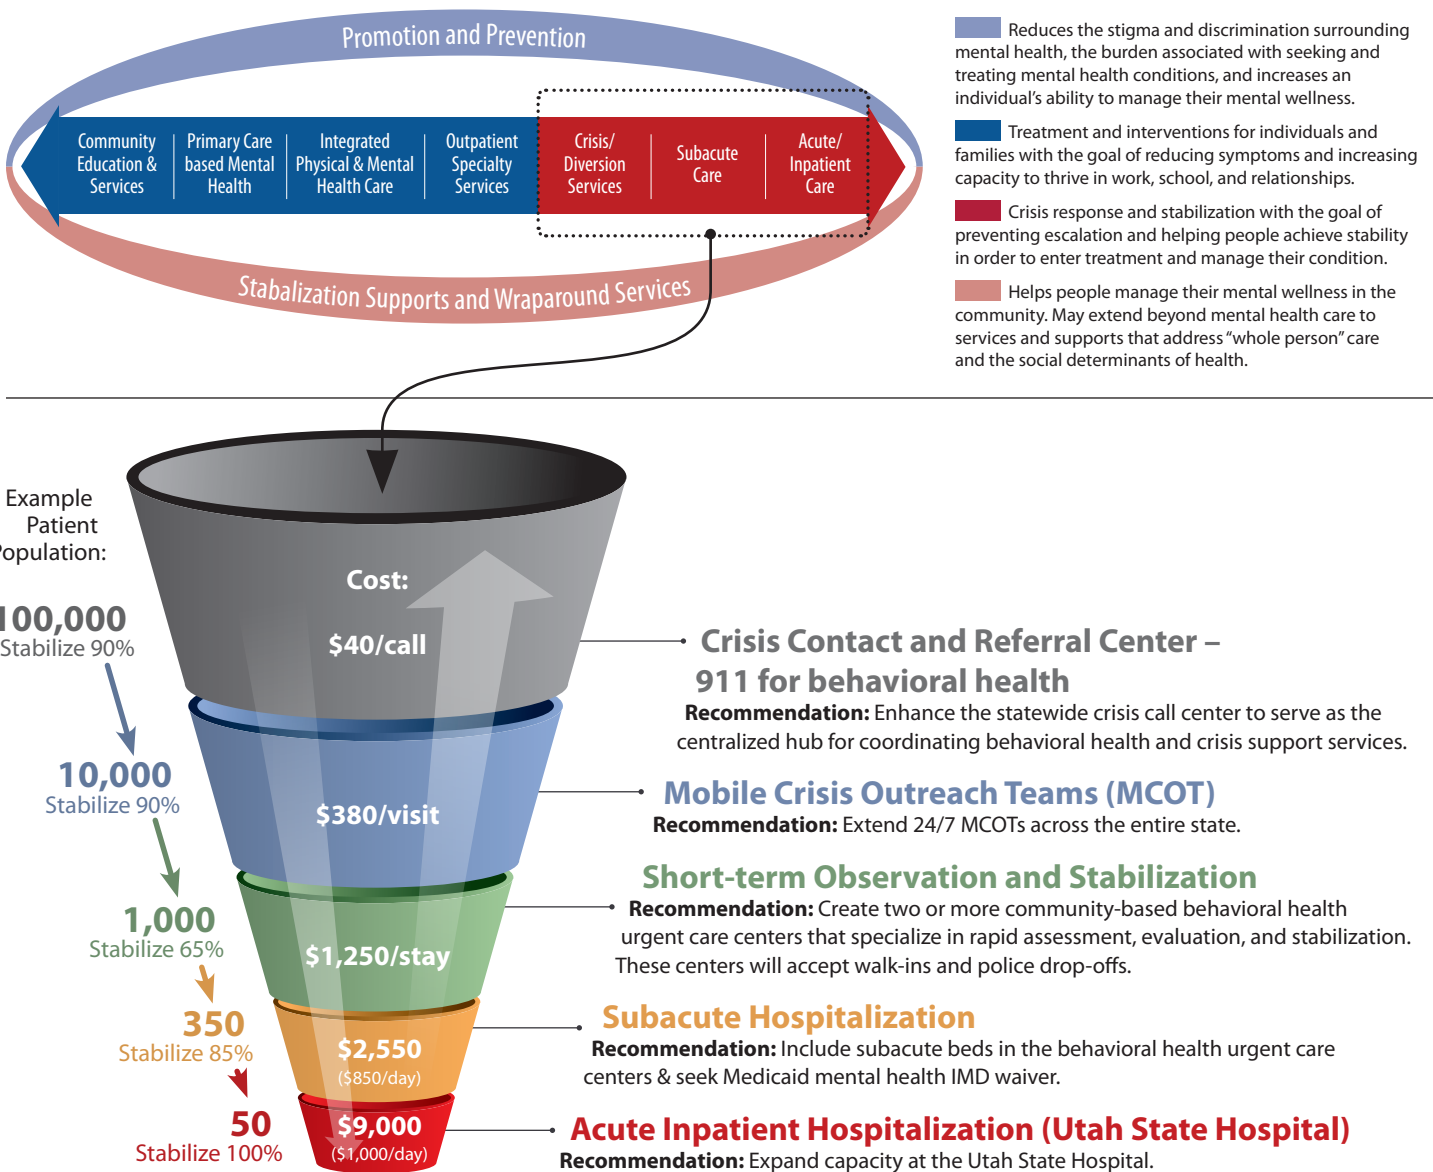 Promotion and Prevention
Community
Education &
Services
Primary Care
based Mental
Health
Integrated
Physical & Mental
Health Care
Outpatient
Specialty
Services
Crisis/
Diversion
Services
Subacute
Care
Acute/
Inpatient
Care
Stabalization Supports and Wraparound Services
Reduces the stigma and discrimination surrounding
mental health, the burden associated with seeking and
treating mental health conditions, and increases an
individual's ability to manage their mental wellness.
Treatment and interventions for individuals and
families with the goal of reducing symptoms and increasing
capacity to thrive in work, school, and relationships.
Crisis response and stabilization with the goal of
preventing escalation and helping people achieve stability
in order to enter treatment and manage their condition.
Helps people manage their mental wellness in the
community. May extend beyond mental health care to
services and supports that address "whole person" care
and the social determinants of health.
Example
Patient
Population:
100,000
Stabilize 90%
10,000
Stabilize 90%
1,000
Stabilize 65%
350
Stabilize 85%
50
Stabilize 100%
Cost:
$40/call
$380/visit
$1,250/stay
$2,550
($850/day)
$9,000
($1,000/day)
Crisis Contact and Referral Center –
911 for behavioral health
Recommendation: Enhance the statewide crisis call center to serve as the
centralized hub for coordinating behavioral health and crisis support services.
Mobile Crisis Outreach Teams (MCOT)
Recommendation: Extend 24/7 MCOTs across the entire state.
Short-term Observation and Stabilization
Recommendation: Create two or more community-based behavioral health
urgent care centers that specialize in rapid assessment, evaluation, and stabilization.
These centers will accept walk-ins and police drop-offs.
Subacute Hospitalization
Recommendation: Include subacute beds in the behavioral health urgent care
centers & seek Medicaid mental health IMD waiver.
Acute Inpatient Hospitalization (Utah State Hospital)
Recommendation: Expand capacity at the Utah State Hospital.